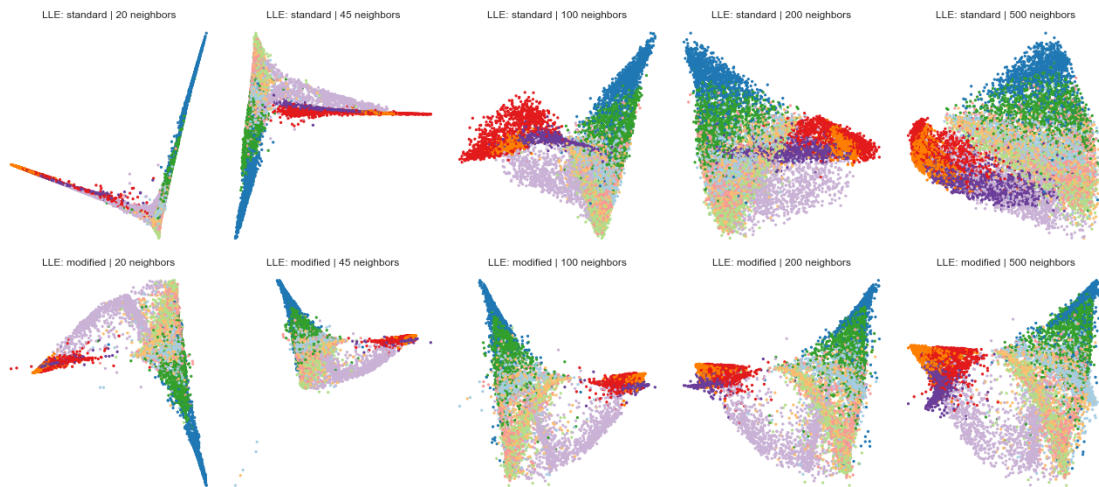 LLE: standard | 20 neighbors
LLE: standard | 45 neighbors
LLE: standard | 100 neighbors
LLE: standard | 200 neighbors
LLE: standard | 500 neighbors
LLE: modified | 20 neighbors
LLE: modified | 45 neighbors
LLE: modified | 100 neighbors
LLE: modified | 200 neighbors
LLE: modified | 500 neighbors